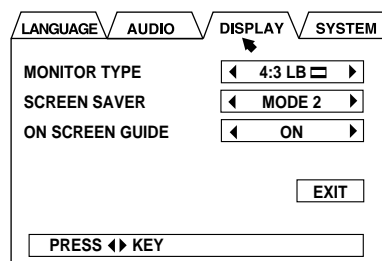 LANGUAGE AUDIO DISPLAY SYSTEM
MONITOR TYPE ◀ 4:3 LB ▶
SCREEN SAVER ◀ MODE 2 ▶
ON SCREEN GUIDE ◀ ON ▶
EXIT
PRESS ◀▶ KEY